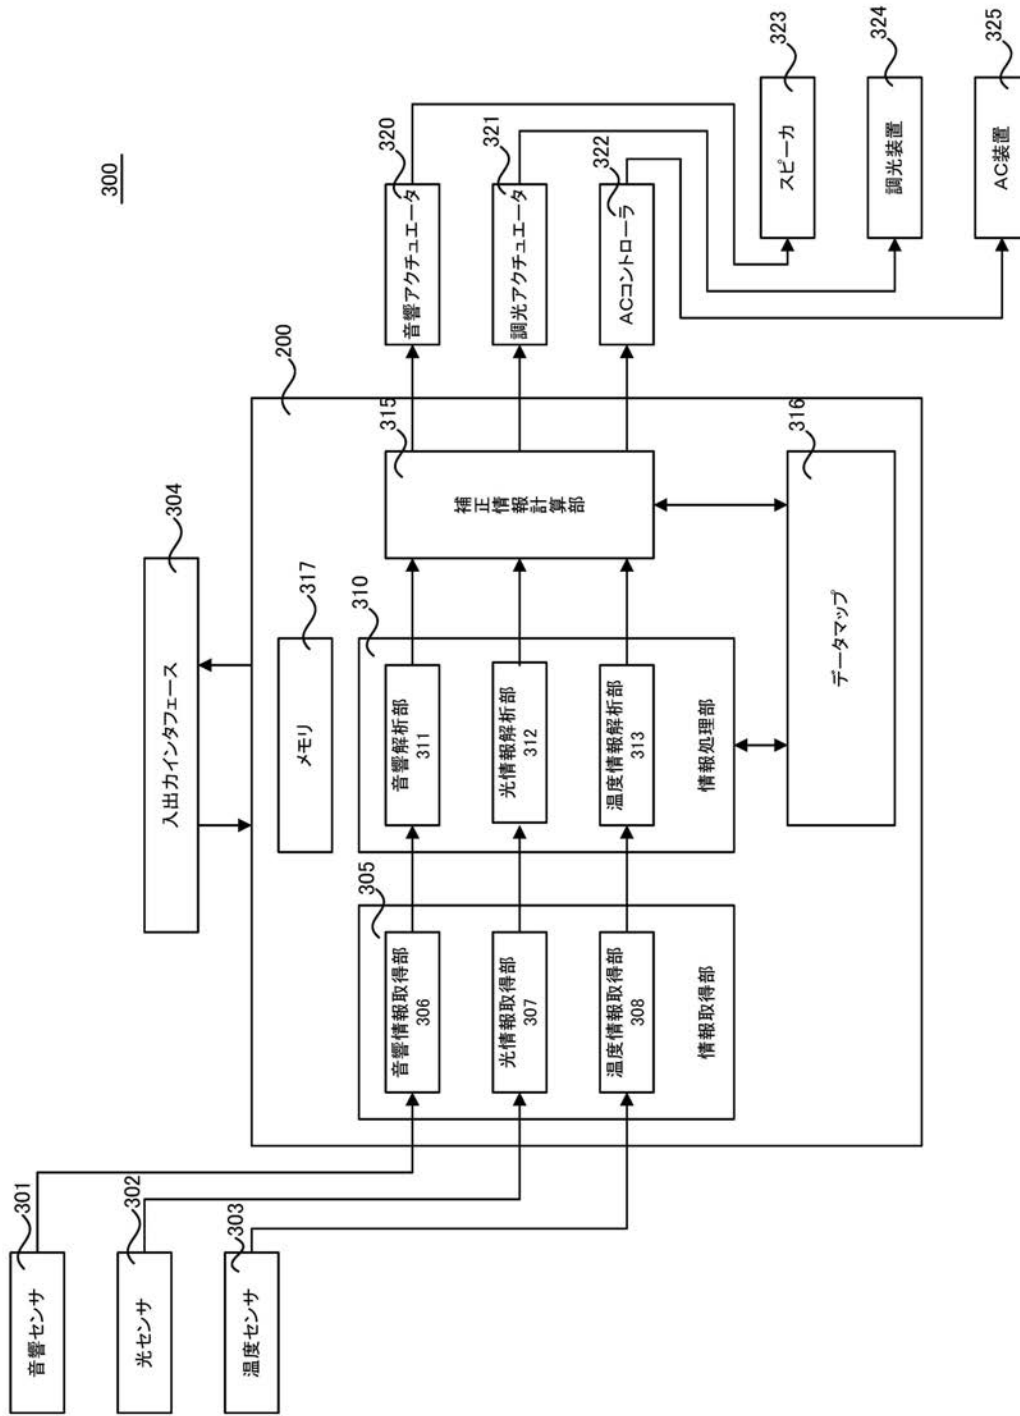 300
音響センサ
301
光センサ
302
温度センサ
303
入出力インタフェース
304
200
メモリ
317
305
音響情報取得部
306
光情報取得部
307
温度情報取得部
308
情報取得部
310
音響解析部
311
光情報解析部
312
温度情報解析部
313
情報処理部
315
補正情報計算部
データマップ
316
音響アクチュエータ
320
調光アクチュエータ
321
ACコントローラ
322
スピーカ
323
調光装置
324
AC装置
325